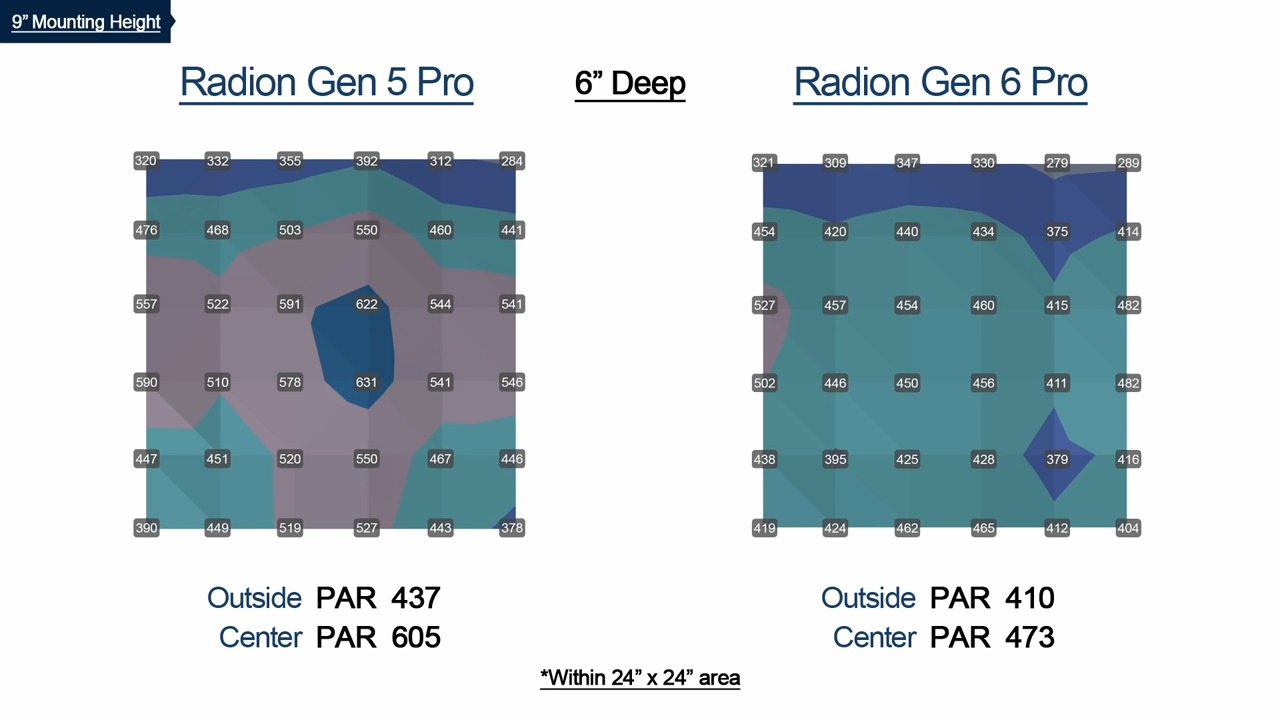 9” Mounting Height
Radion Gen 5 Pro
6” Deep
Radion Gen 6 Pro
320 332 355 392 312 284
476 468 503 550 460 441
557 522 591 622 544 541
590 510 578 631 541 546
447 451 520 550 467 446
390 449 519 527 443 378
321 309 347 330 279 289
454 420 440 434 375 414
527 457 454 460 415 482
502 446 450 456 411 482
438 395 425 428 379 416
419 424 462 465 412 404
Outside PAR 437
Center PAR 605
Outside PAR 410
Center PAR 473
*Within 24” x 24” area